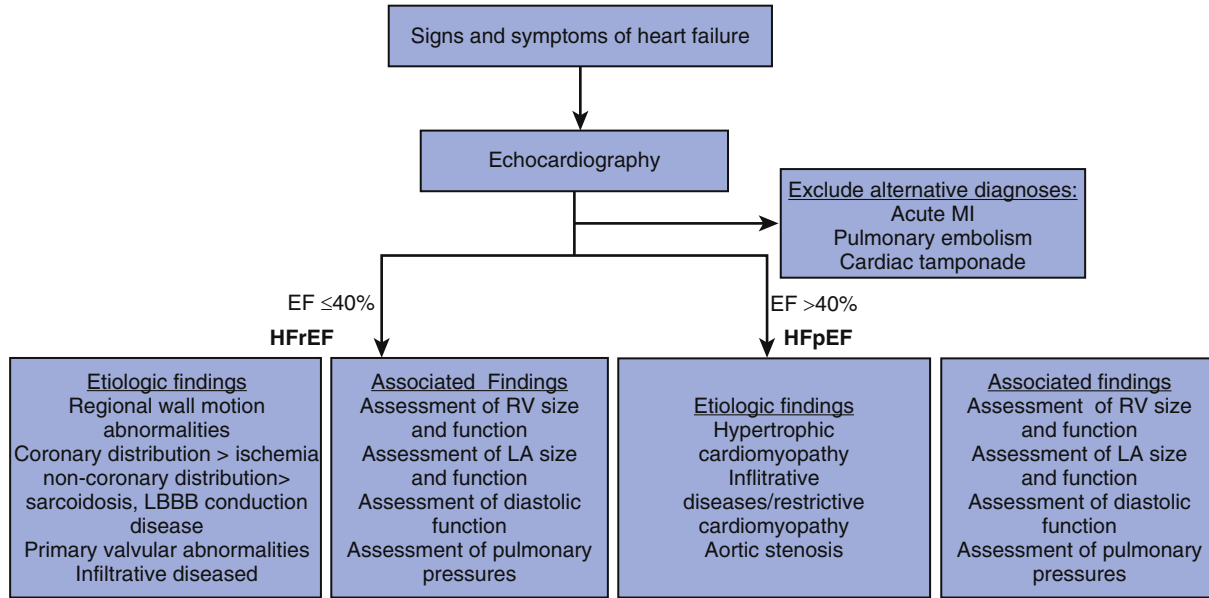 Signs and symptoms of heart failure
Echocardiography
Exclude alternative diagnoses:
Acute MI
Pulmonary embolism
Cardiac tamponade
EF ≤40%
HFrEF
EF >40%
HFpEF
Etiologic findings
Regional wall motion
abnormalities
Coronary distribution > ischemia
non-coronary distribution>
sarcoidosis, LBBB conduction
disease
Primary valvular abnormalities
Infiltrative diseased
Associated Findings
Assessment of RV size
and function
Assessment of LA size
and function
Assessment of diastolic
function
Assessment of pulmonary
pressures
Etiologic findings
Hypertrophic
cardiomyopathy
Inflitrative
diseases/restrictive
cardiomyopathy
Aortic stenosis
Associated findings
Assessment of RV size
and function
Assessment of LA size
and function
Assessment of diastolic
function
Assessment of pulmonary
pressures